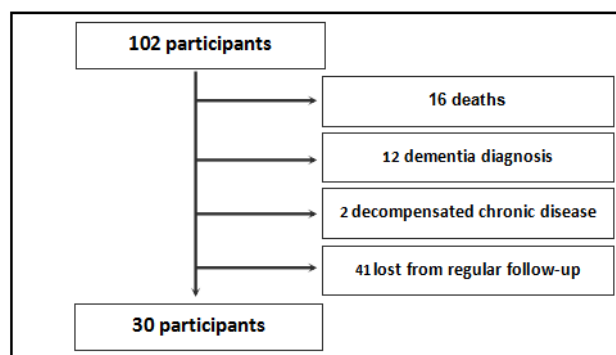 102 participants
16 deaths
12 dementia diagnosis
2 decompensated chronic disease
41 lost from regular follow-up
30 participants